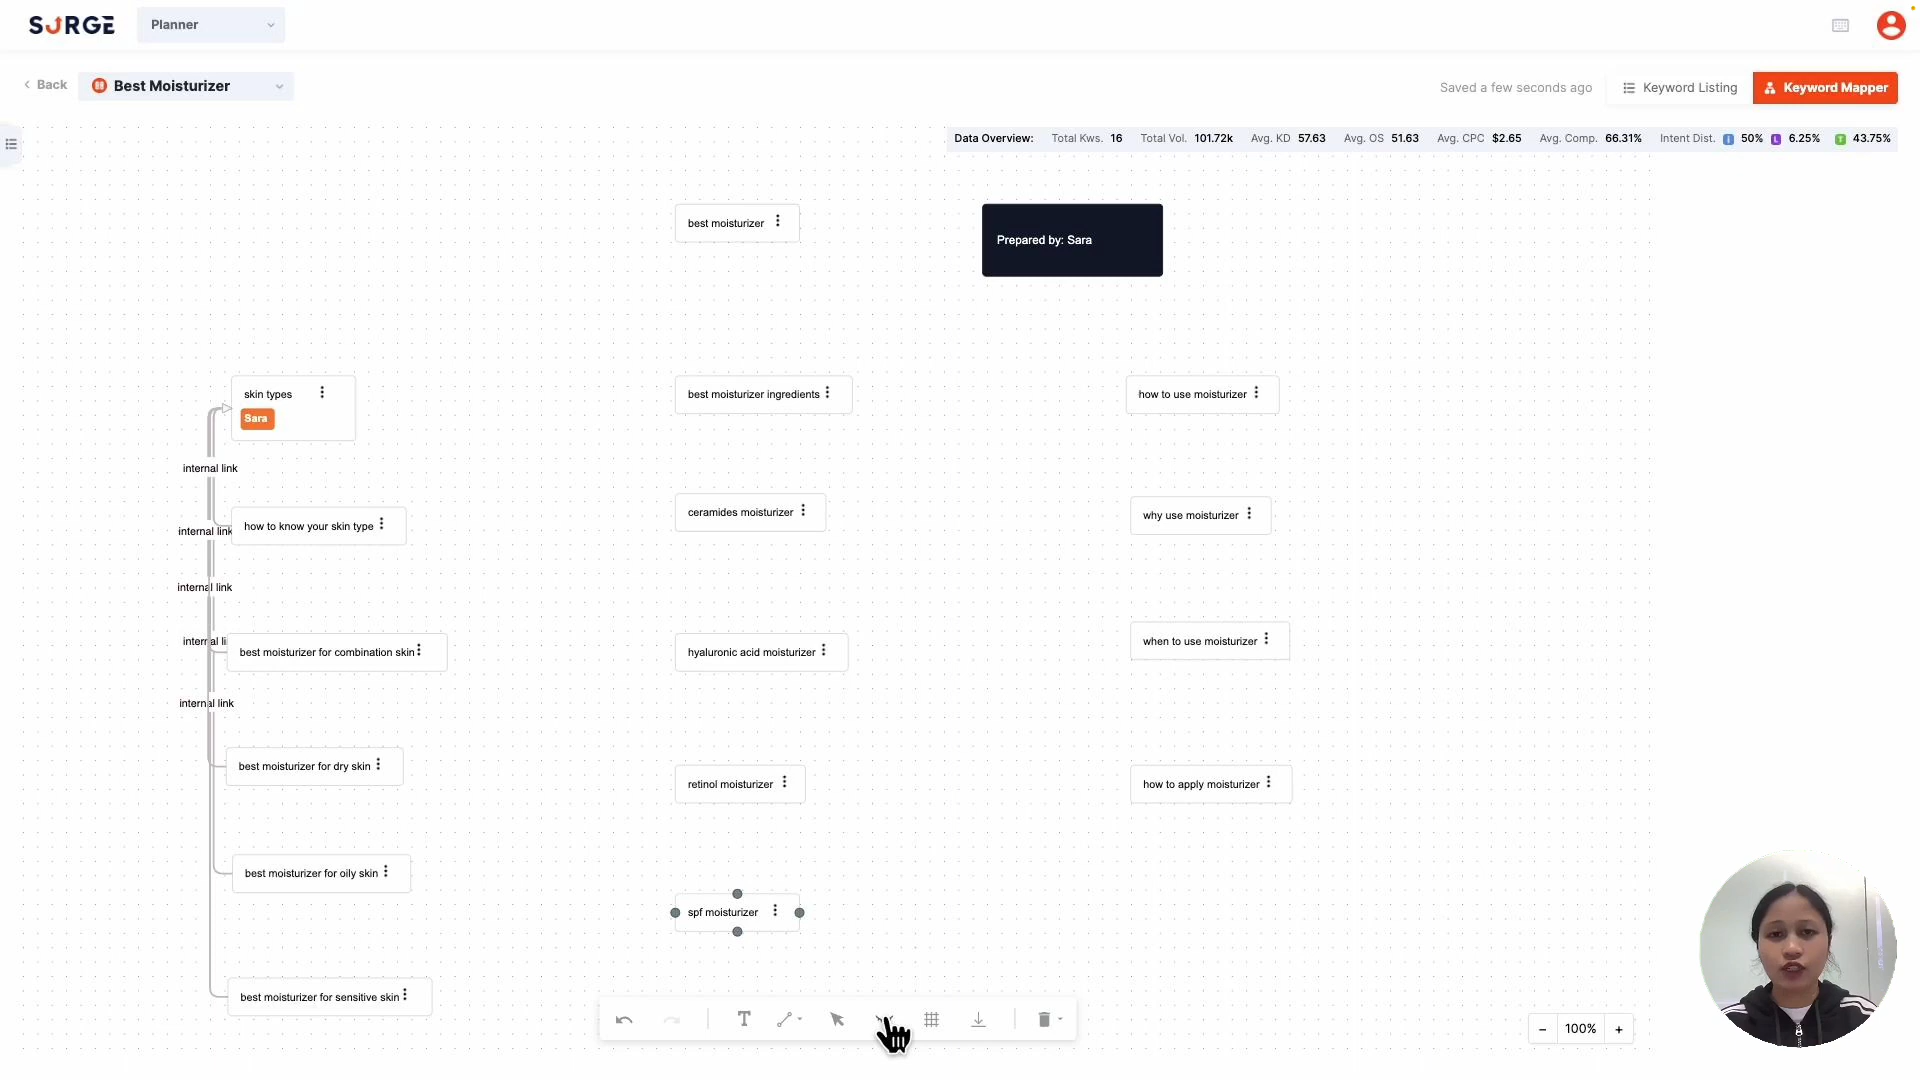 SURGE
Planner
Back
Best Moisturizer
Saved a few seconds ago
Keyword Listing
Keyword Mapper
Data Overview: Total Kws. 16 Total Vol. 101.72k Avg. KD 57.63 Avg. OS 51.63 Avg. CPC $2.65 Avg. Comp. 66.31% Intent Dist. I 50% L 6.25% T 43.75%
best moisturizer
Prepared by: Sara
skin types
Sara
best moisturizer ingredients
how to use moisturizer
internal link
how to know your skin type
internal link
ceramides moisturizer
why use moisturizer
internal link
internal li
best moisturizer for combination skin
hyaluronic acid moisturizer
when to use moisturizer
internal link
best moisturizer for dry skin
retinol moisturizer
how to apply moisturizer
best moisturizer for oily skin
spf moisturizer
best moisturizer for sensitive skin
T
− 100% +